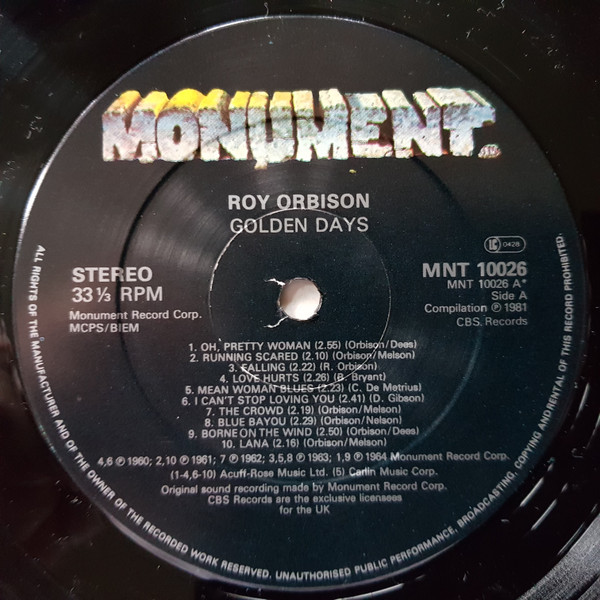 MONUMENT
ROY ORBISON
GOLDEN DAYS
LC 0428
STEREO
33⅓ RPM
Monument Record Corp.
MCPS/BIEM
MNT 10026
MNT 10026 A*
Side A
Compilation ℗ 1981
CBS Records
1. OH, PRETTY WOMAN (2.55) (Orbison/Dees)
2. RUNNING SCARED (2.10) (Orbison/Melson)
3. FALLING (2.22) (R. Orbison)
4. LOVE HURTS (2.26) (B. Bryant)
5. MEAN WOMAN BLUES (2.23) (C. De Metrius)
6. I CAN'T STOP LOVING YOU (2.41) (D. Gibson)
7. THE CROWD (2.19) (Orbison/Melson)
8. BLUE BAYOU (2.29) (Orbison/Nelson)
9. BORNE ON THE WIND (2.50) (Orbison/Dees)
10. LANA (2.16) (Orbison/Melson)
4,6 ℗ 1960; 2,10 ℗ 1961; 7 ℗ 1962; 3,5,8 ℗ 1963; 1,9 ℗ 1964 Monument Record Corp.
(1-4,6-10) Acuff-Rose Music Ltd. (5) Carlin Music Corp.
Original sound recording made by Monument Record Corp.
CBS Records are the exclusive licensees
for the UK
ALL RIGHTS OF THE MANUFACTURER AND OF THE OWNER OF THE RECORDED WORK RESERVED. UNAUTHORISED PUBLIC PERFORMANCE, BROADCASTING, COPYING AND RENTAL OF THIS RECORD PROHIBITED.